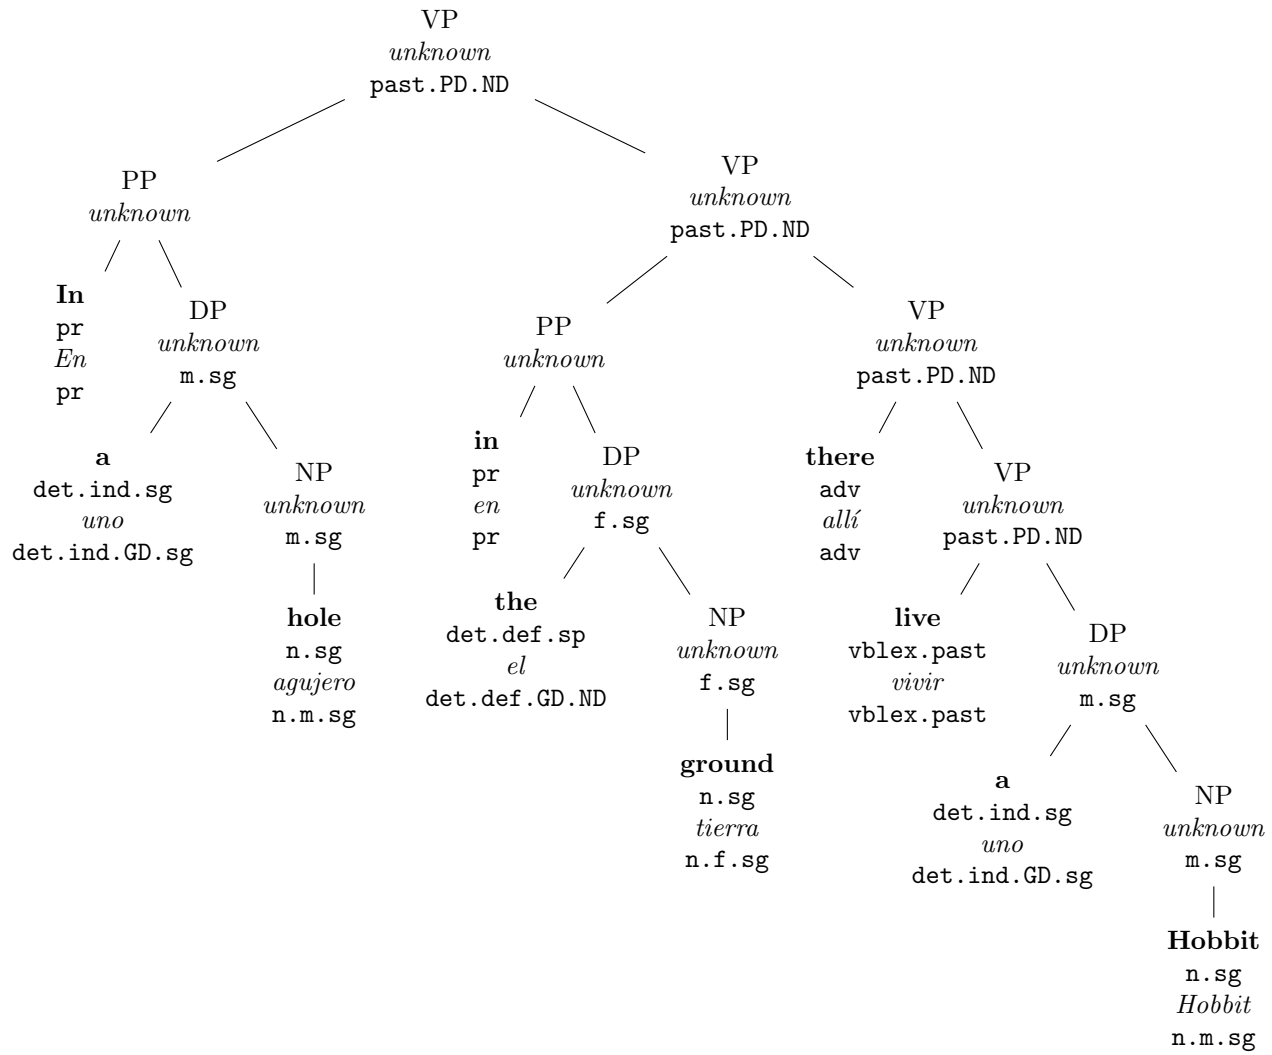 VP
unknown
past.PD.ND
PP
unknown
VP
unknown
past.PD.ND
In
pr
En
pr
DP
unknown
m.sg
PP
unknown
VP
unknown
past.PD.ND
a
det.ind.sg
uno
det.ind.GD.sg
NP
unknown
m.sg
in
pr
en
pr
DP
unknown
f.sg
there
adv
allí
adv
VP
unknown
past.PD.ND
hole
n.sg
agujero
n.m.sg
the
det.def.sp
el
det.def.GD.ND
NP
unknown
f.sg
live
vblex.past
vivir
vblex.past
DP
unknown
m.sg
ground
n.sg
tierra
n.f.sg
a
det.ind.sg
uno
det.ind.GD.sg
NP
unknown
m.sg
Hobbit
n.sg
Hobbit
n.m.sg